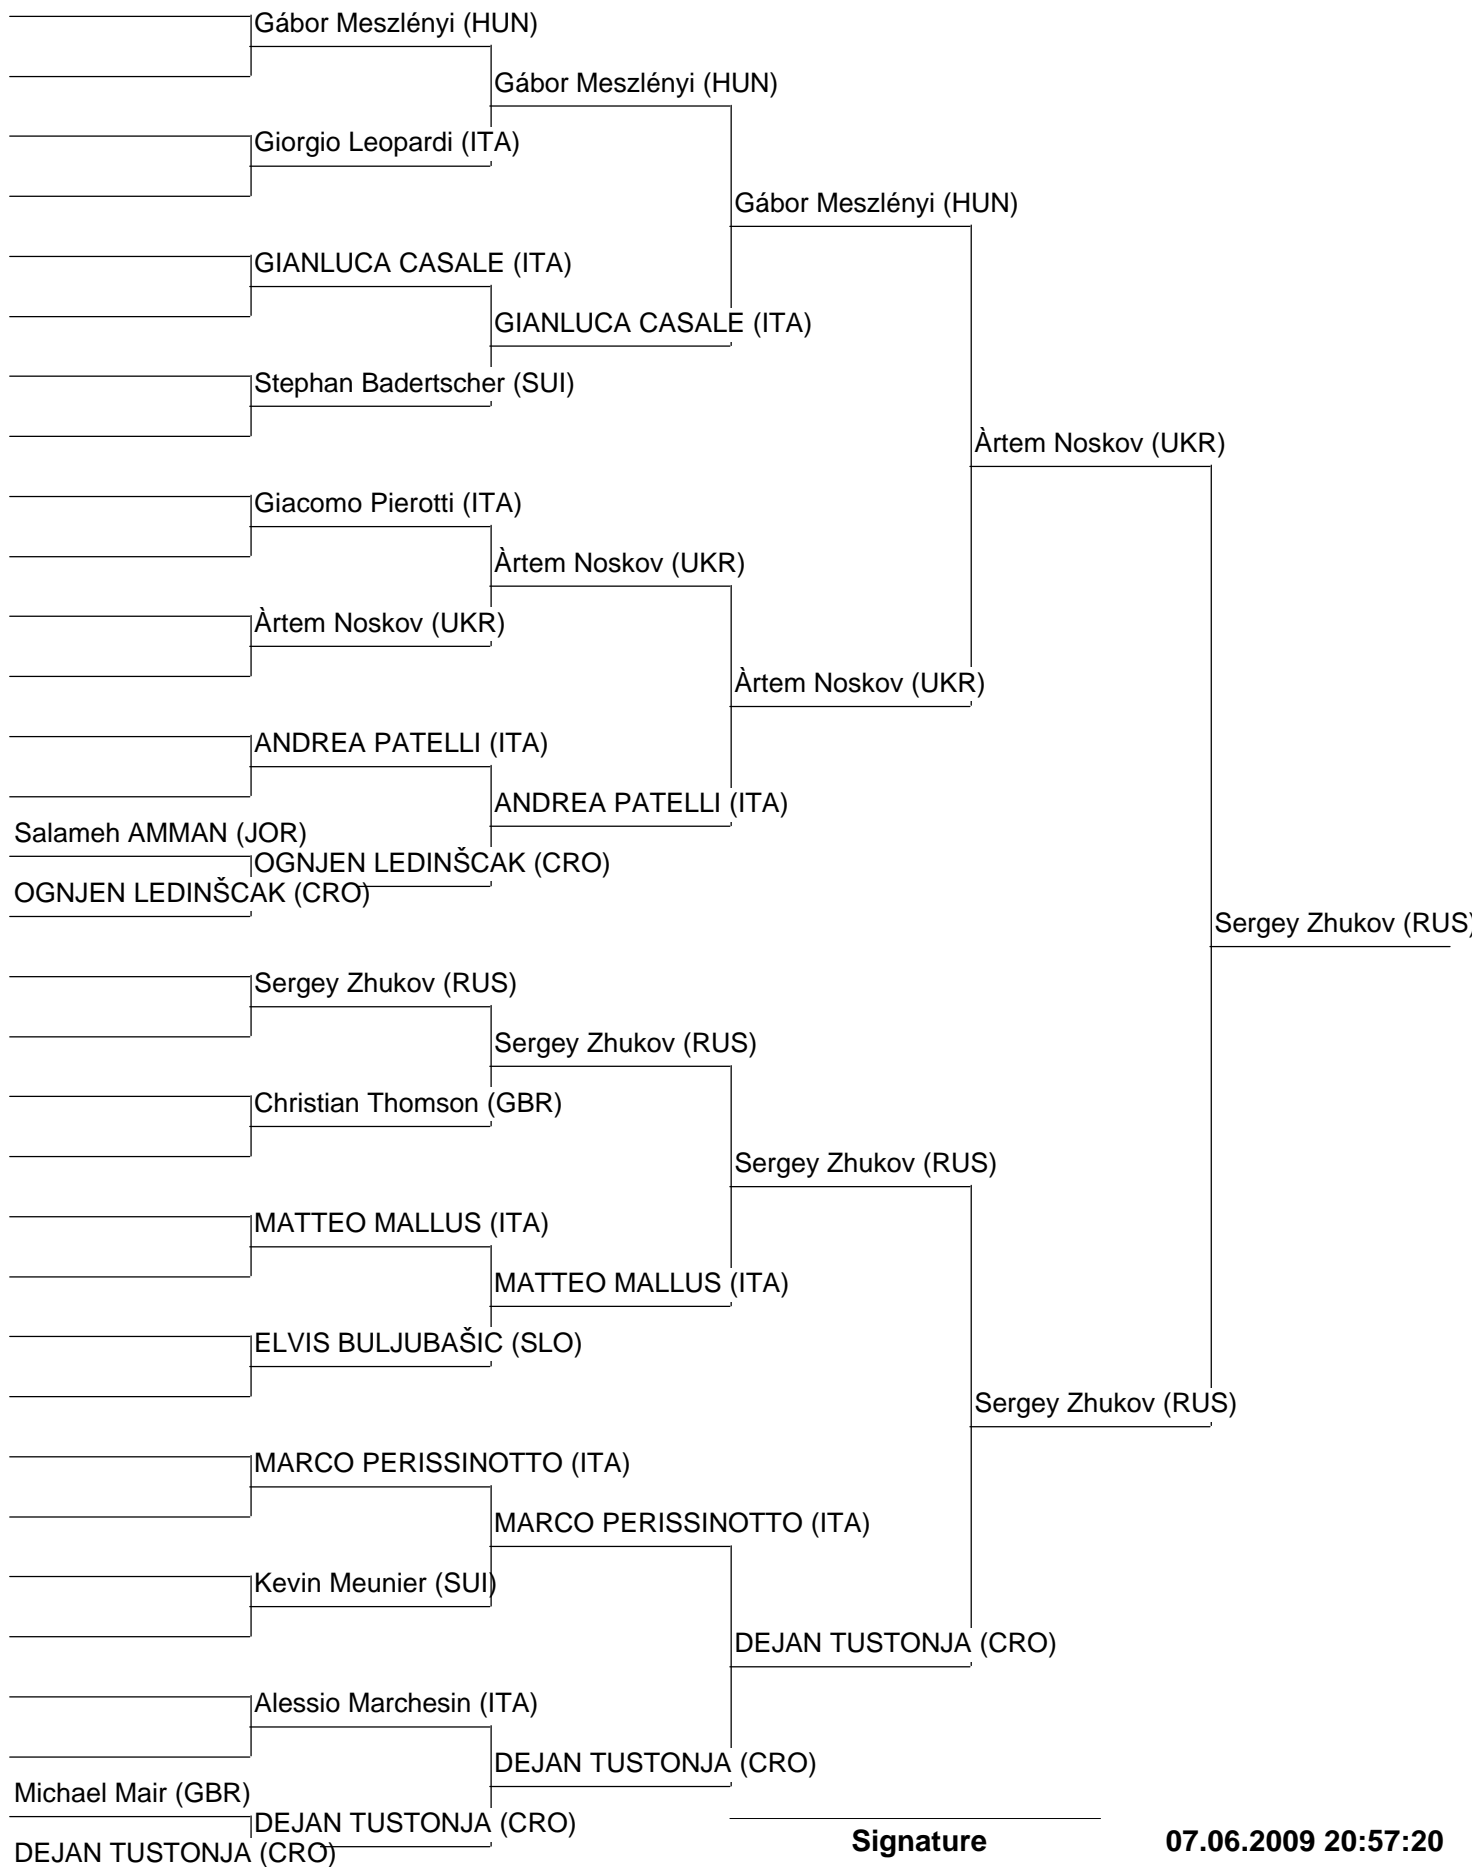 Gábor Meszlényi (HUN)
Gábor Meszlényi (HUN)
Giorgio Leopardi (ITA)
Gábor Meszlényi (HUN)
GIANLUCA CASALE (ITA)
GIANLUCA CASALE (ITA)
Stephan Badertscher (SUI)
Àrtem Noskov (UKR)
Giacomo Pierotti (ITA)
Àrtem Noskov (UKR)
Àrtem Noskov (UKR)
Àrtem Noskov (UKR)
ANDREA PATELLI (ITA)
ANDREA PATELLI (ITA)
Salameh AMMAN (JOR)
OGNJEN LEDINŠCAK (CRO)
OGNJEN LEDINŠCAK (CRO)
Sergey Zhukov (RUS)
Sergey Zhukov (RUS)
Sergey Zhukov (RUS)
Christian Thomson (GBR)
Sergey Zhukov (RUS)
MATTEO MALLUS (ITA)
MATTEO MALLUS (ITA)
ELVIS BULJUBAŠIC (SLO)
Sergey Zhukov (RUS)
MARCO PERISSINOTTO (ITA)
MARCO PERISSINOTTO (ITA)
Kevin Meunier (SUI)
DEJAN TUSTONJA (CRO)
Alessio Marchesin (ITA)
DEJAN TUSTONJA (CRO)
Michael Mair (GBR)
DEJAN TUSTONJA (CRO)
DEJAN TUSTONJA (CRO)
Signature
07.06.2009 20:57:20